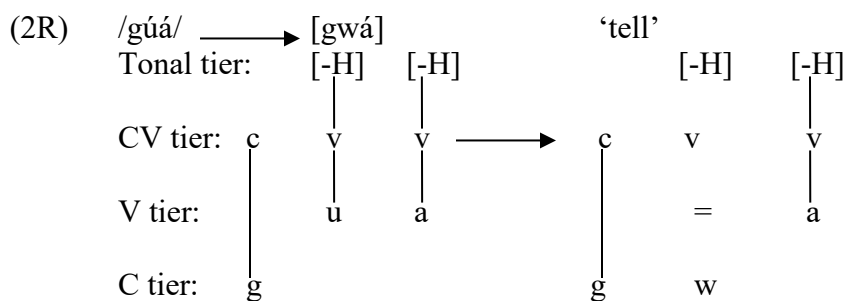 (2R) /gúá/ → [gwá] ‘tell’
Tonal tier: [-H] [-H] [-H] [-H]
CV tier: c v v → c v v
V tier: u a = a
C tier: g g w